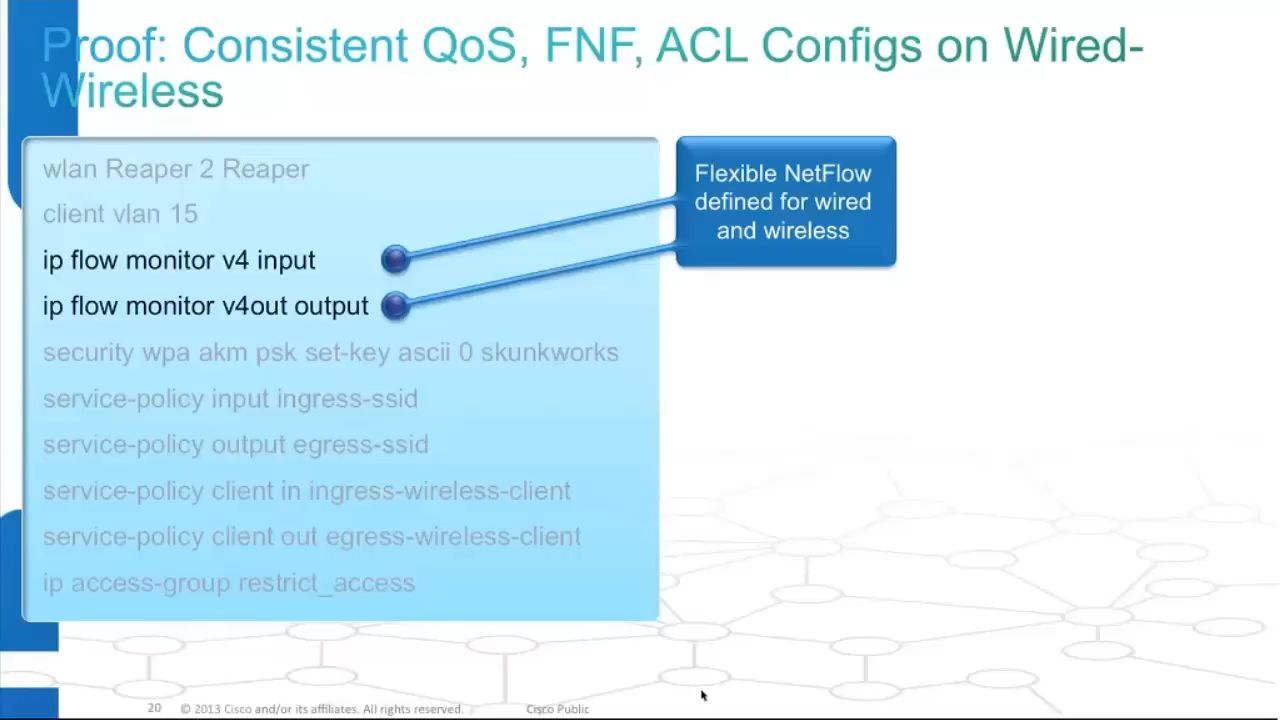 Proof: Consistent QoS, FNF, ACL Configs on Wired-
Wireless
wlan Reaper 2 Reaper
client vlan 15
ip flow monitor v4 input
ip flow monitor v4out output
security wpa akm psk set-key ascii 0 skunkworks
service-policy input ingress-ssid
service-policy output egress-ssid
service-policy client in ingress-wireless-client
service-policy client out egress-wireless-client
ip access-group restrict_access
Flexible NetFlow
defined for wired
and wireless
20 © 2013 Cisco and/or its affiliates. All rights reserved. Cisco Public